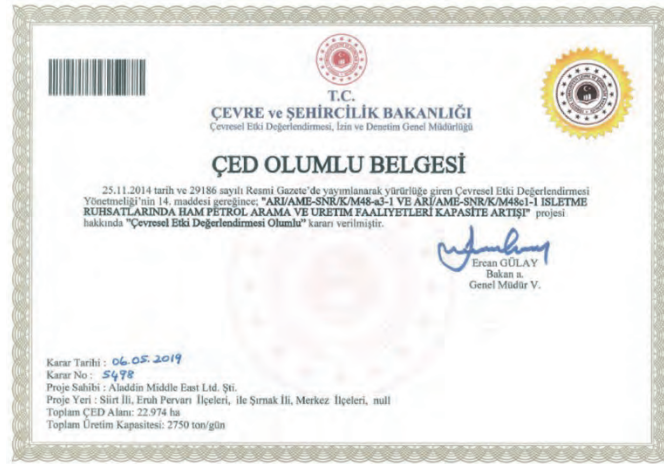 T.C.
ÇEVRE ve ŞEHİRCİLİK BAKANLIĞI
Çevresel Etki Değerlendirmesi, İzin ve Denetim Genel Müdürlüğü
ÇED OLUMLU BELGESİ
25.11.2014 tarih ve 29186 sayılı Resmi Gazete'de yayımlanarak yürürlüğe giren Çevresel Etki Değerlendirmesi
Yönetmeliği'nin 14. maddesi gereğince; "ARI/AME-SNR/K/M48-a3-1 VE ARI/AME-SNR/K/M48c1-1 ISLETME
RUHSATLARINDA HAM PETROL ARAMA VE URETIM FAALIYETLERI KAPASITE ARTIŞI" projesi
hakkında "Çevresel Etki Değerlendirmesi Olumlu" kararı verilmiştir.
Ercan GÜLAY
Bakan a.
Genel Müdür V.
Karar Tarihi : 06.05.2019
Karar No : 5498
Proje Sahibi : Aladdin Middle East Ltd. Şti.
Proje Yeri : Siirt İli, Eruh Pervarı İlçeleri, ile Şırnak İli, Merkez İlçeleri, null
Toplam ÇED Alanı: 22.974 ha
Toplam Üretim Kapasitesi: 2750 ton/gün